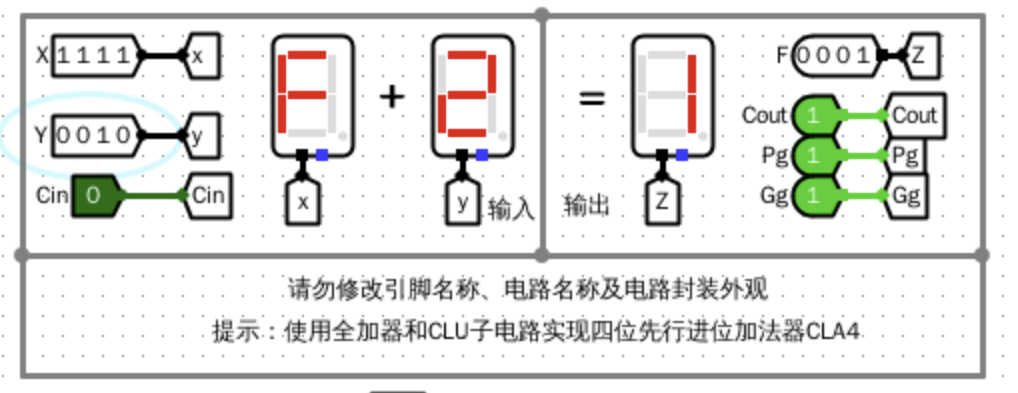 X 1111 x
F 0001 Z
+
=
Cout 1 Cout
Y 0010 y
Pg 1 Pg
Cin 0 Cin
Gg 1 Gg
x
y 输入
输出 Z
请勿修改引脚名称、电路名称及电路封装外观
提示：使用全加器和CLU子电路实现四位先行进位加法器CLA4